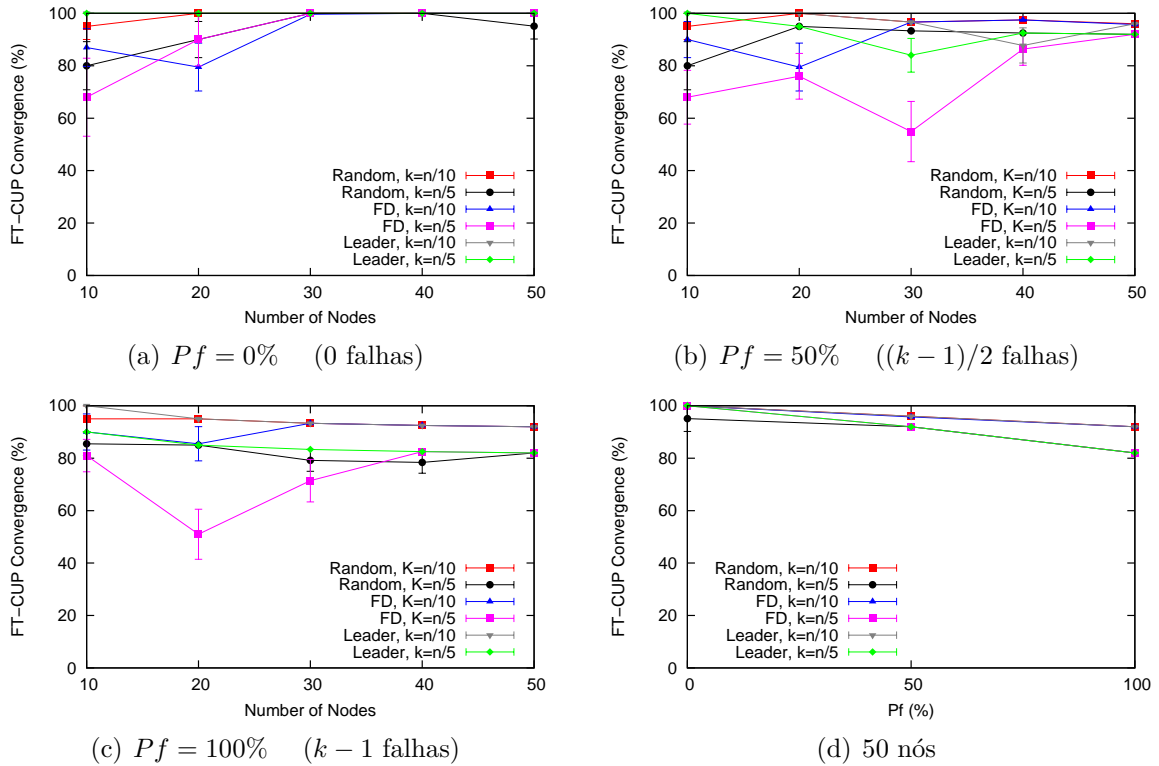 FT-CUP Convergence (%)
100
80
60
40
20
0
Random, k=n/10
Random, k=n/5
FD, k=n/10
FD, k=n/5
Leader, k=n/10
Leader, k=n/5
10 20 30 40 50
Number of Nodes
(a) Pf = 0% (0 falhas)
FT-CUP Convergence (%)
100
80
60
40
20
0
Random, K=n/10
Random, K=n/5
FD, K=n/10
FD, k=n/5
Leader, k=n/10
Leader, k=n/5
10 20 30 40 50
Number of Nodes
(b) Pf = 50% ((k − 1)/2 falhas)
FT-CUP Convergence (%)
100
80
60
40
20
0
Random, K=n/10
Random, K=n/5
FD, K=n/10
FD, K=n/5
Leader, k=n/10
Leader, k=n/5
10 20 30 40 50
Number of Nodes
(c) Pf = 100% (k − 1 falhas)
FT-CUP Convergence (%)
100
80
60
40
20
0
Random, k=n/10
Random, k=n/5
FD, k=n/10
FD, k=n/5
Leader, k=n/10
Leader, k=n/5
0 50 100
Pf (%)
(d) 50 nós